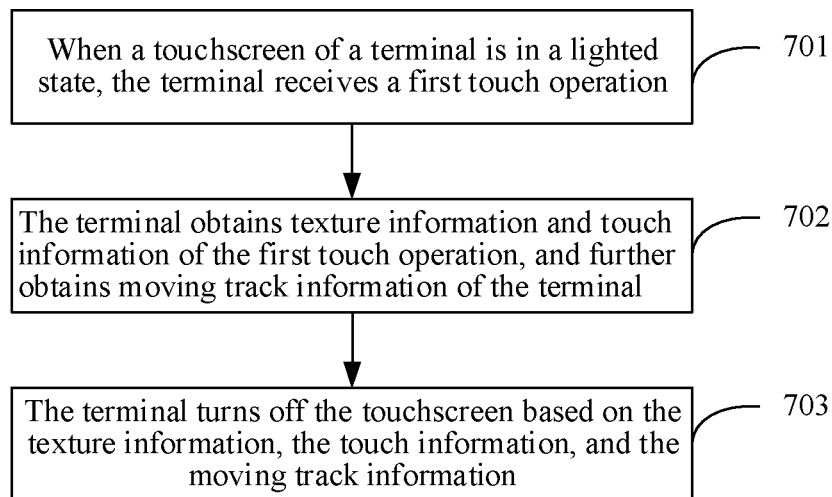 When a touchscreen of a terminal is in a lighted
state, the terminal receives a first touch operation
701
The terminal obtains texture information and touch
information of the first touch operation, and further
obtains moving track information of the terminal
702
The terminal turns off the touchscreen based on the
texture information, the touch information, and the
moving track information
703